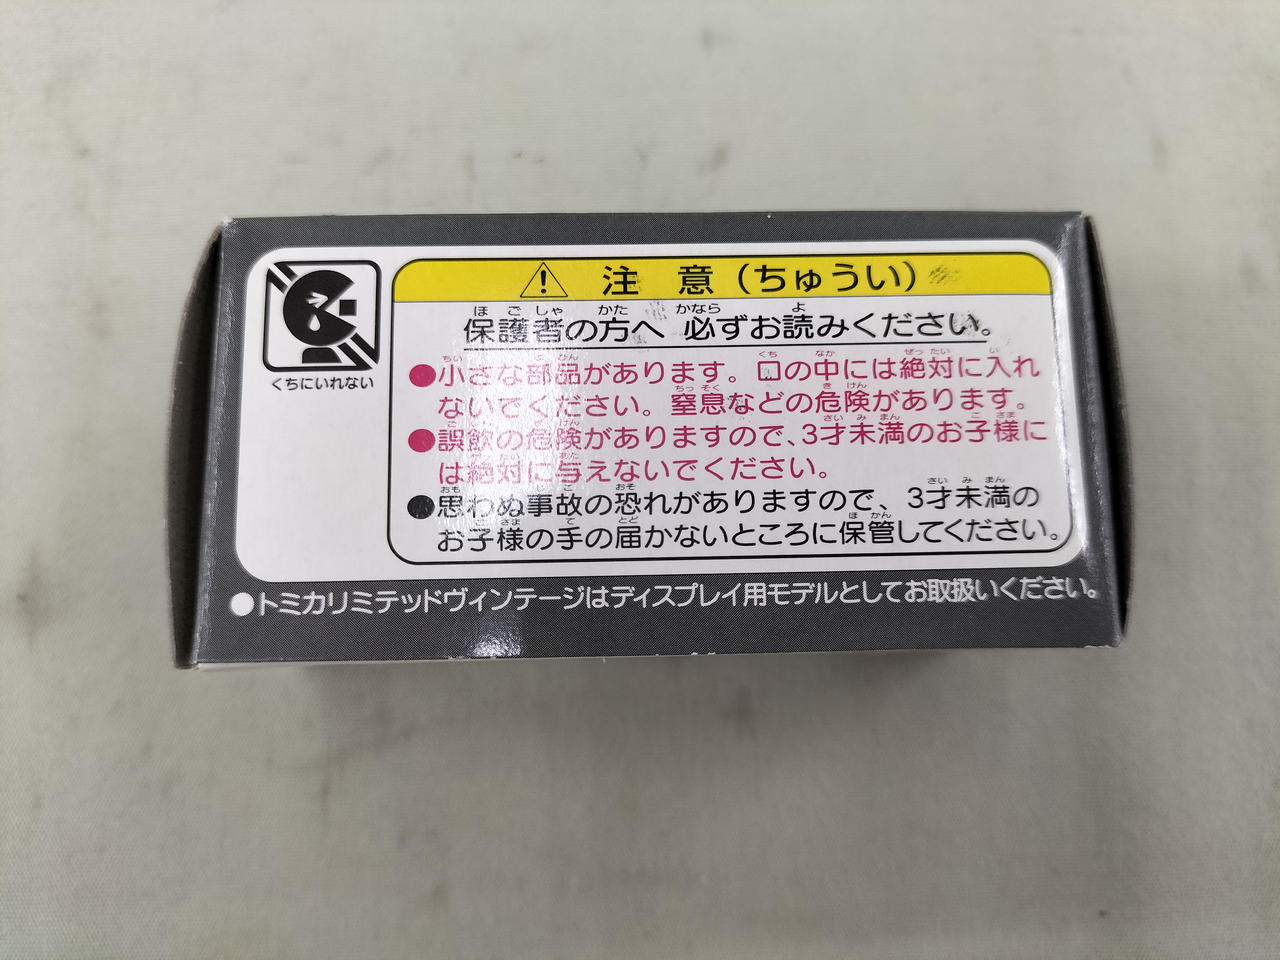 注 意（ちゅうい）
保護者の方へ 必ずお読みください。
くちにいれない
●小さな部品があります。口の中には絶対に入れ
ないでください。窒息などの危険があります。
●誤飲の危険がありますので、3才未満のお子様に
は絶対に与えないでください。
●思わぬ事故の恐れがありますので、3才未満の
お子様の手の届かないところに保管してください。
●トミカリミテッドヴィンテージはディスプレイ用モデルとしてお取扱いください。